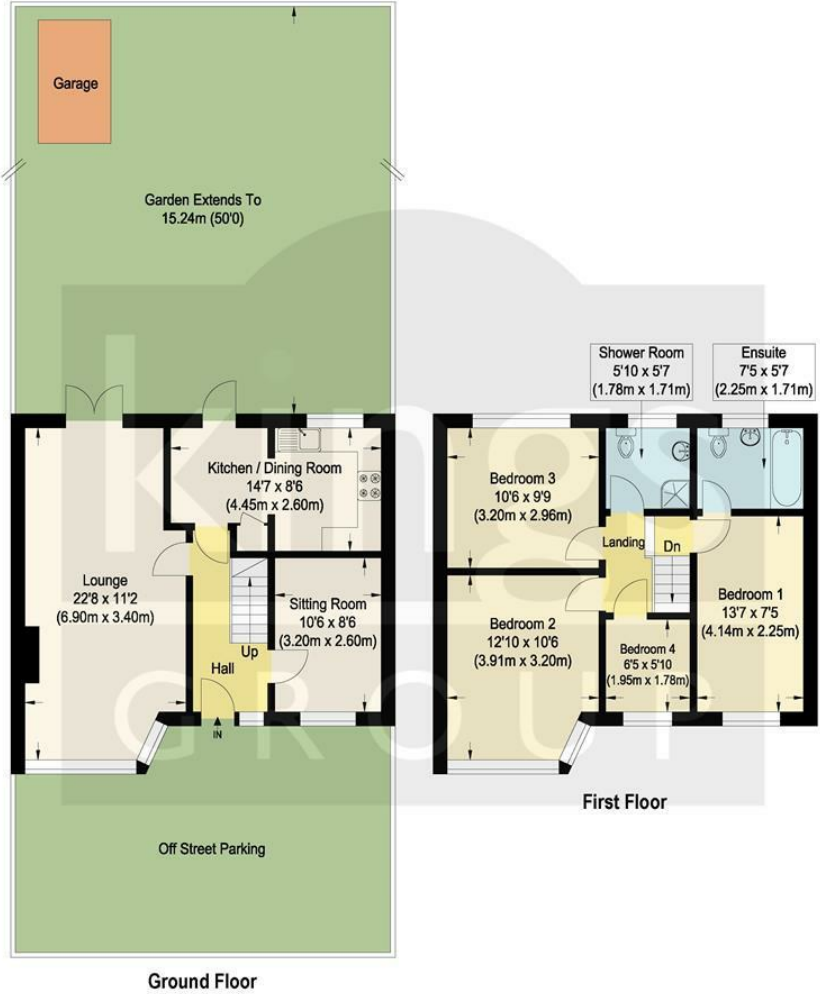 Garage
Garden Extends To
15.24m (50'0)
Shower Room
5'10 x 5'7
(1.78m x 1.71m)
Ensuite
7'5 x 5'7
(2.25m x 1.71m)
Kitchen / Dining Room
14'7 x 8'6
(4.45m x 2.60m)
Bedroom 3
10'6 x 9'9
(3.20m x 2.96m)
Landing
Dn
Lounge
22'8 x 11'2
(6.90m x 3.40m)
Sitting Room
10'6 x 8'6
(3.20m x 2.60m)
Up
Hall
IN
Bedroom 2
12'10 x 10'6
(3.91m x 3.20m)
Bedroom 1
13'7 x 7'5
(4.14m x 2.25m)
Bedroom 4
6'5 x 5'10
(1.95m x 1.78m)
kings
GROUP
First Floor
Off Street Parking
Ground Floor